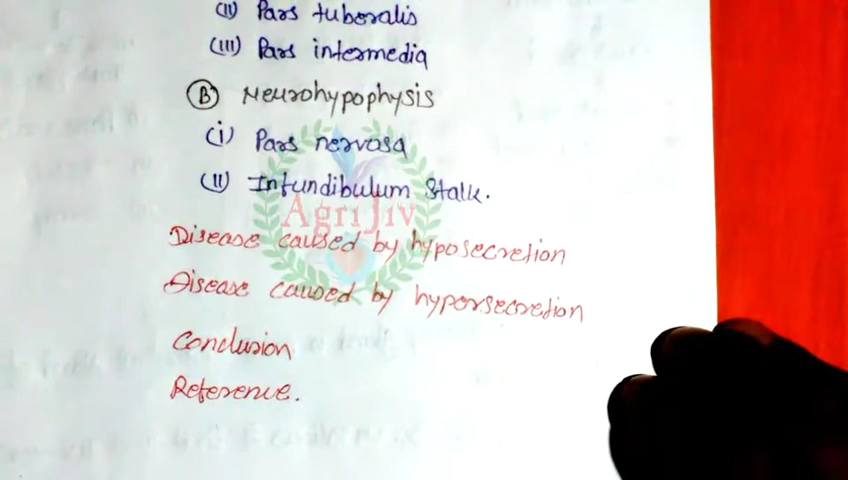 (II) Pars tuberalis
(III) Pars intermedia
(B) Neurohypophysis
(i) Pars nervosa
(II) Infundibulum Stalk.
AgriJiv
Disease caused by hyposecretion
Disease caused by hypersecretion
Conclusion
Reference.